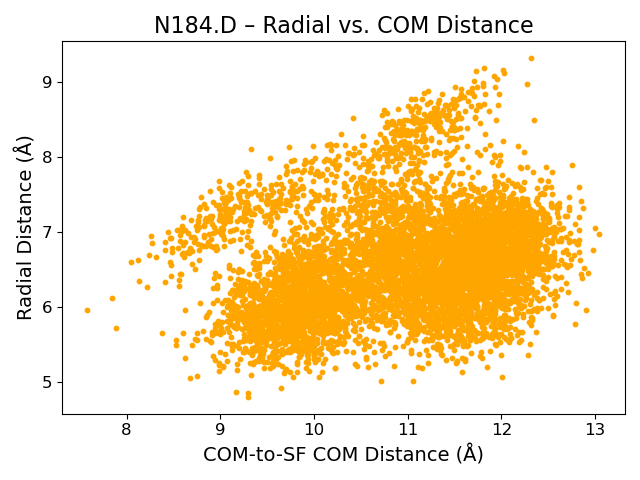 N184.D – Radial vs. COM Distance
Radial Distance (Å)
9
8
7
6
5
8 9 10 11 12 13
COM-to-SF COM Distance (Å)